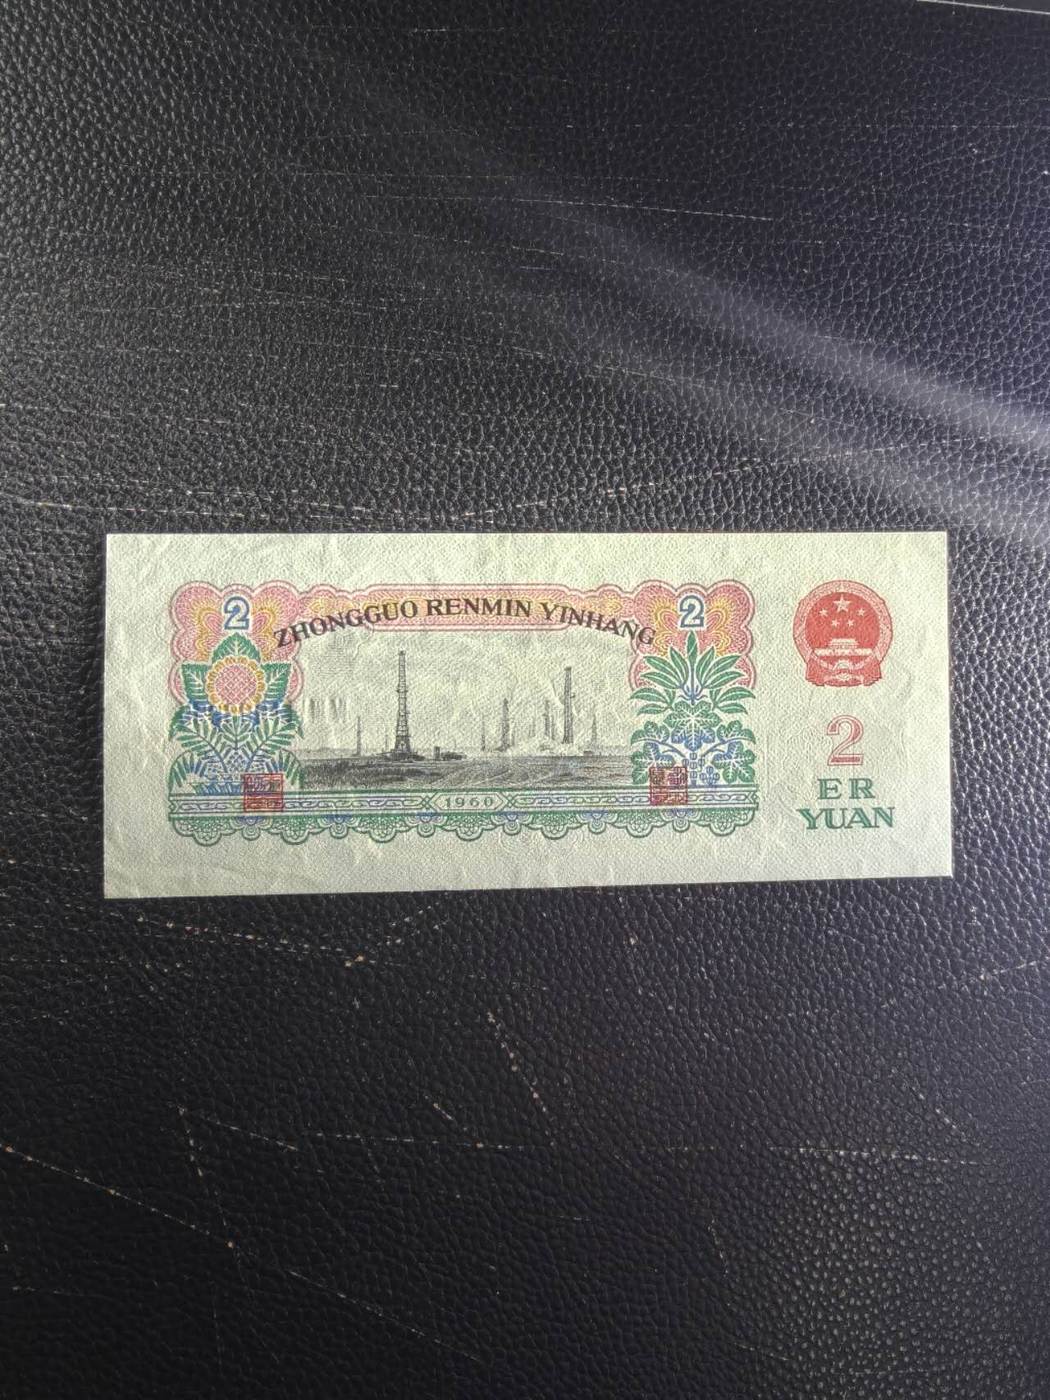 2 2
ZHONGGUO RENMIN YINHANG
1960
2
ER
YUAN